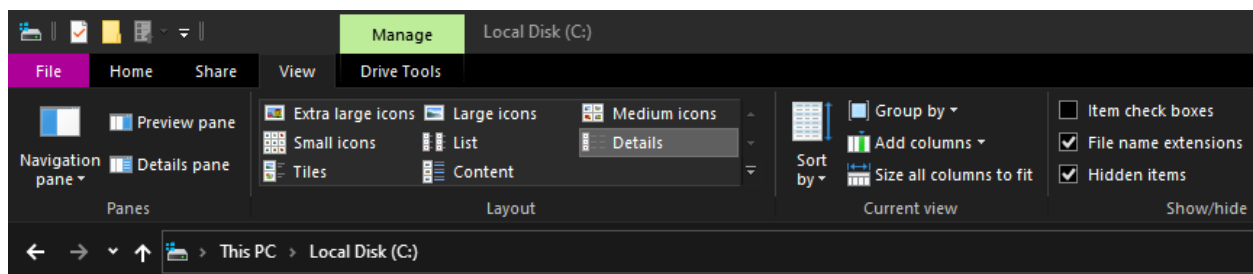 Manage Local Disk (C:)
File Home Share View Drive Tools
Navigation pane
Preview pane
Details pane
Panes
Extra large icons Large icons Medium icons
Small icons List Details
Tiles Content
Layout
Sort by
Group by
Add columns
Size all columns to fit
Current view
Item check boxes
File name extensions
Hidden items
Show/hide
This PC > Local Disk (C:)